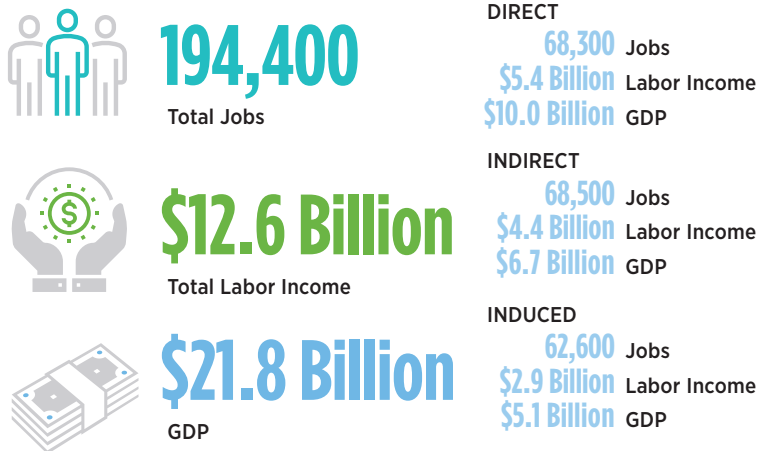 194,400
Total Jobs
$12.6 Billion
Total Labor Income
$21.8 Billion
GDP
DIRECT
68,300 Jobs
$5.4 Billion Labor Income
$10.0 Billion GDP
INDIRECT
68,500 Jobs
$4.4 Billion Labor Income
$6.7 Billion GDP
INDUCED
62,600 Jobs
$2.9 Billion Labor Income
$5.1 Billion GDP